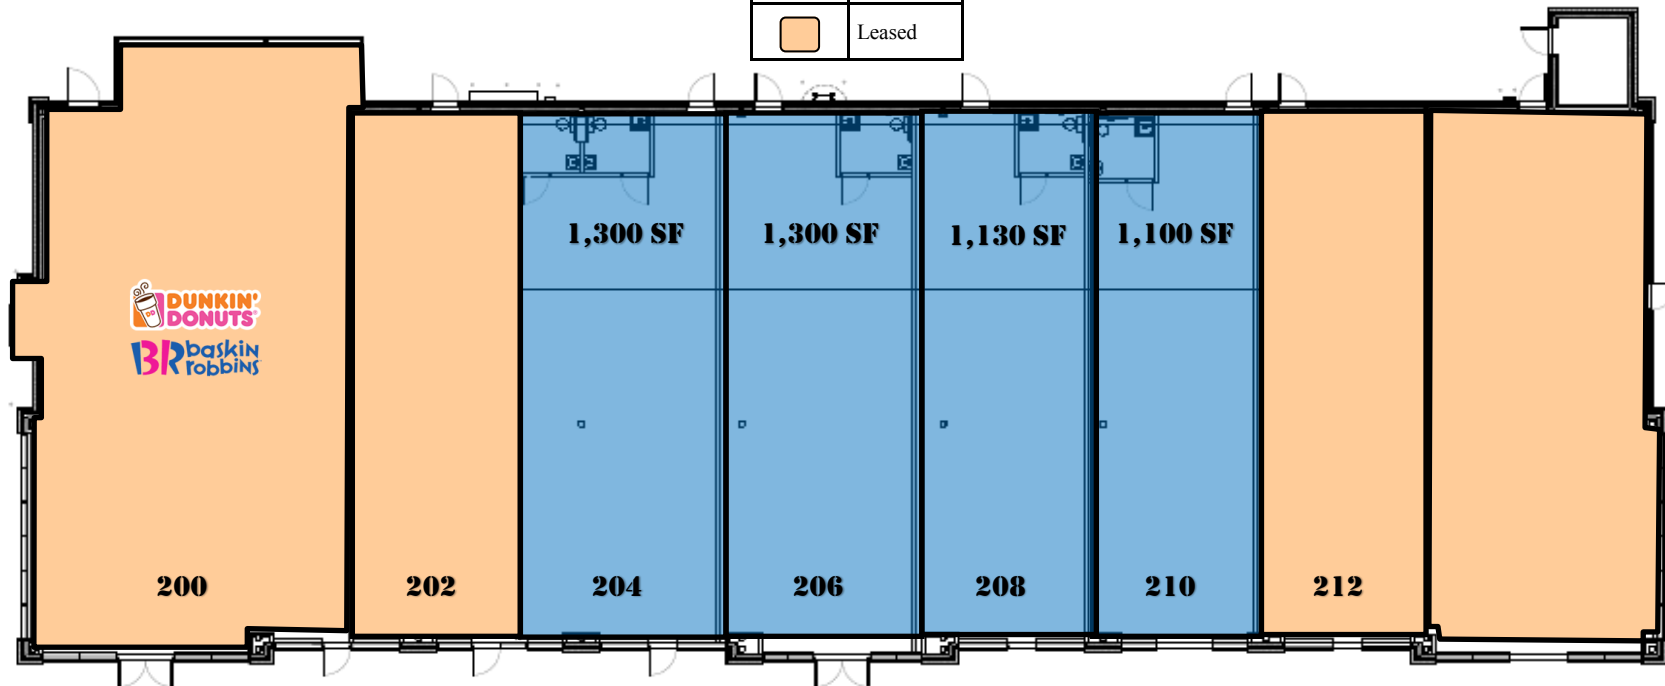 Leased
1,300 SF
1,300 SF
1,130 SF
1,100 SF
DUNKIN'
DONUTS
BR baskin
robbins
200
202
204
206
208
210
212